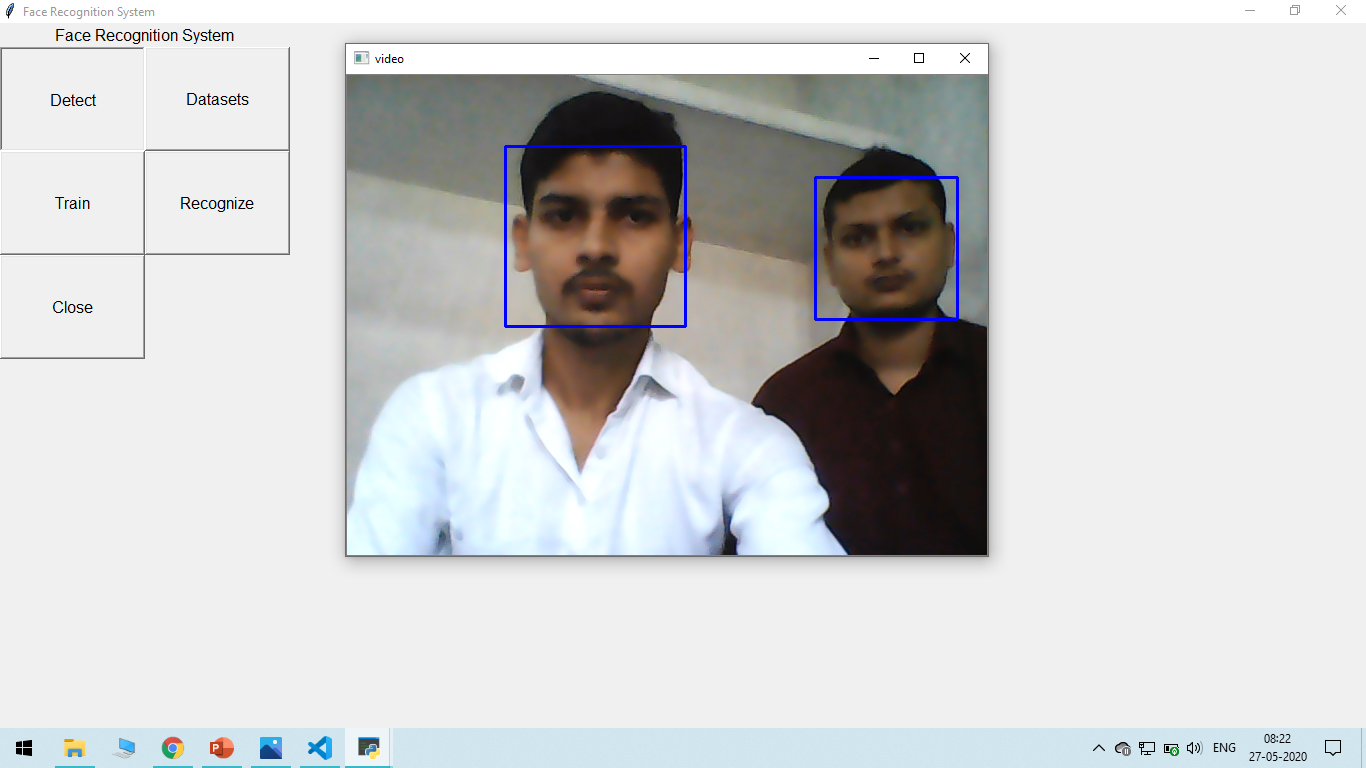 Face Recognition System
Face Recognition System
Detect
Datasets
Train
Recognize
Close
video
ENG
08:22
27-05-2020